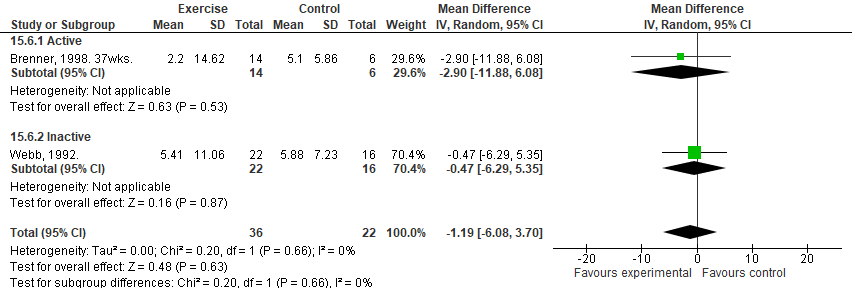 Exercise Control Mean Difference Mean Difference
Study or Subgroup Mean SD Total Mean SD Total Weight IV, Random, 95% CI IV, Random, 95% CI
15.6.1 Active
Brenner, 1998. 37wks. 2.2 14.62 14 5.1 5.86 6 29.6% -2.90 [-11.88, 6.08]
Subtotal (95% CI) 14 6 29.6% -2.90 [-11.88, 6.08]
Heterogeneity: Not applicable
Test for overall effect: Z = 0.63 (P = 0.53)
15.6.2 Inactive
Webb, 1992. 5.41 11.06 22 5.88 7.23 16 70.4% -0.47 [-6.29, 5.35]
Subtotal (95% CI) 22 16 70.4% -0.47 [-6.29, 5.35]
Heterogeneity: Not applicable
Test for overall effect: Z = 0.16 (P = 0.87)
Total (95% CI) 36 22 100.0% -1.19 [-6.08, 3.70]
Heterogeneity: Tau² = 0.00; Chi² = 0.20, df = 1 (P = 0.66); I² = 0%
Test for overall effect: Z = 0.48 (P = 0.63)
Test for subgroup differences: Chi² = 0.20, df = 1 (P = 0.66), I² = 0%
-20 -10 0 10 20
Favours experimental Favours control